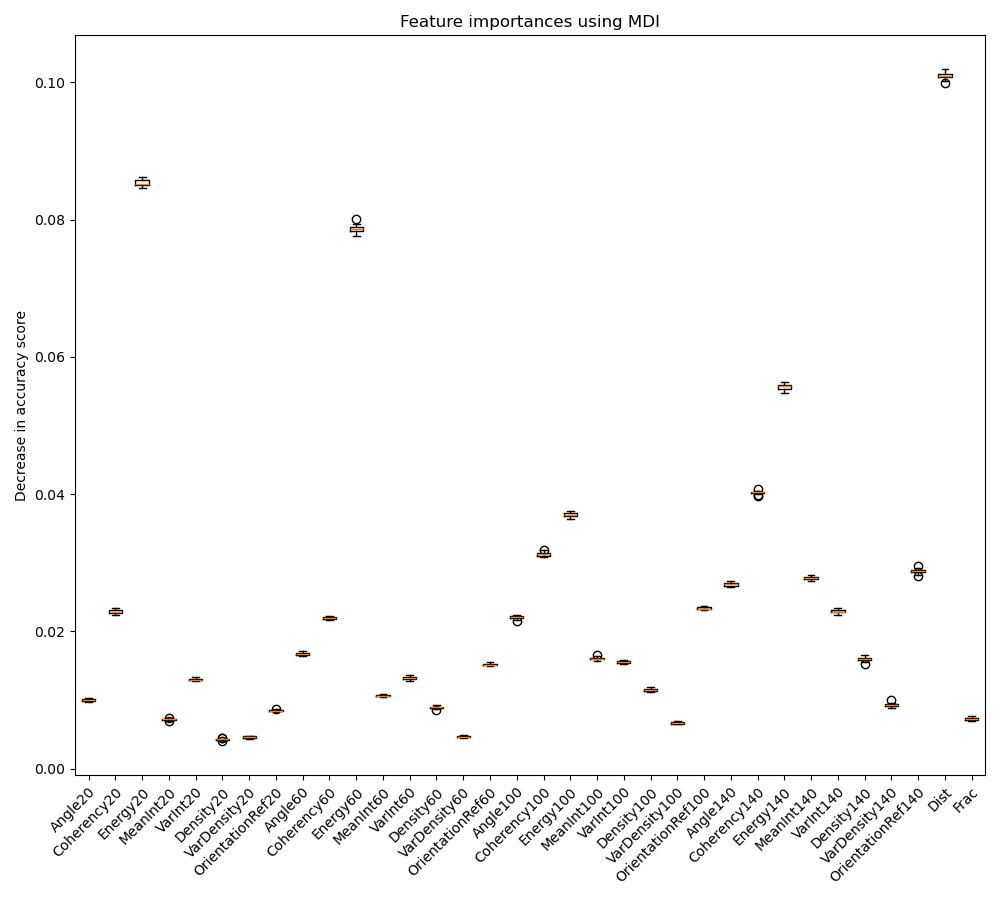 Feature importances using MDI
Decrease in accuracy score
0.10
0.08
0.06
0.04
0.02
0.00
Angle20
Coherency20
Energy20
MeanInt20
VarInt20
Density20
VarDensity20
OrientationRef20
Angle60
Coherency60
Energy60
MeanInt60
VarInt60
Density60
VarDensity60
OrientationRef60
Angle100
Coherency100
Energy100
MeanInt100
VarInt100
Density100
VarDensity100
OrientationRef100
Angle140
Coherency140
Energy140
MeanInt140
VarInt140
Density140
VarDensity140
OrientationRef140
Dist
Frac